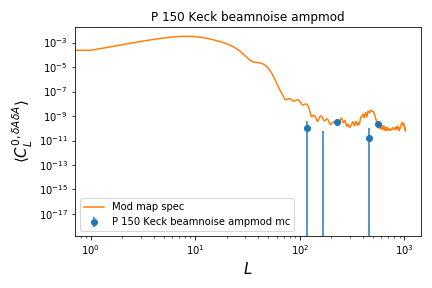 P 150 Keck beamnoise ampmod
10⁻³
10⁻⁵
10⁻⁷
10⁻⁹
10⁻¹¹
10⁻¹³
10⁻¹⁵
10⁻¹⁷
⟨C_L^{0, δAδA}⟩
Mod map spec
P 150 Keck beamnoise ampmod mc
10⁰ 10¹ 10² 10³
L